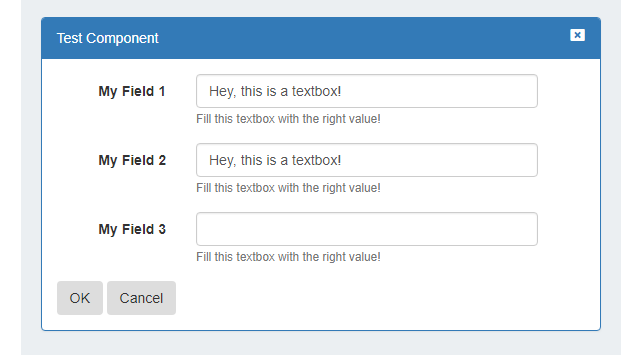 Test Component
My Field 1
Hey, this is a textbox!
Fill this textbox with the right value!
My Field 2
Hey, this is a textbox!
Fill this textbox with the right value!
My Field 3
Fill this textbox with the right value!
OK
Cancel